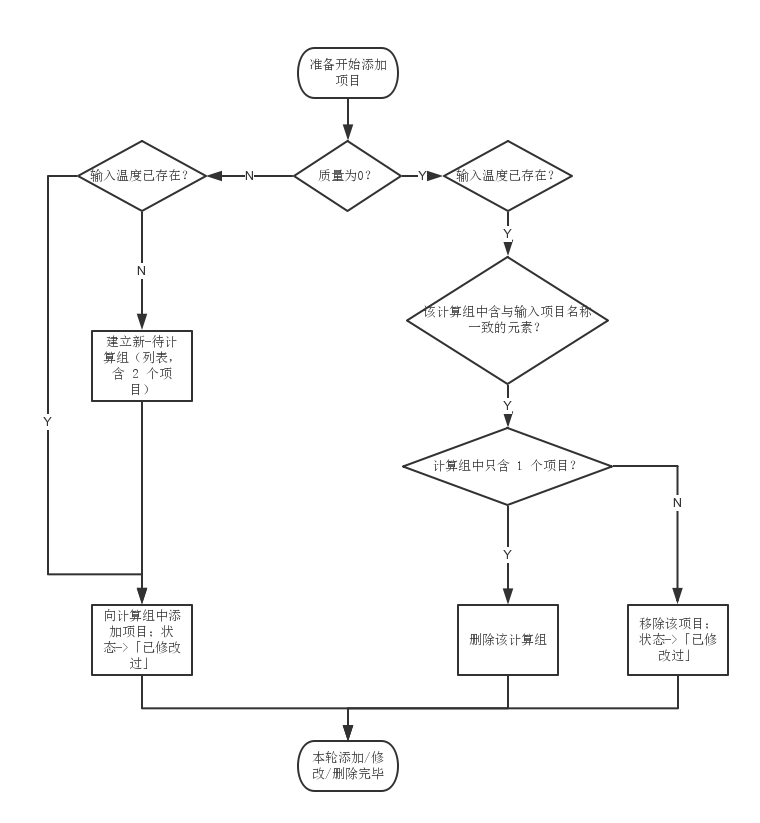 准备开始添加
项目
输入温度已存在?
N
质量为0?
Y
输入温度已存在?
Y
该计算组中含与输入项目名称
一致的元素?
N
建立新-待计
算组（列表，
含 2 个项
目）
Y
Y
计算组中只含 1 个项目?
N
Y
向计算组中添
加项目；状
态->「已修改
过」
删除该计算组
移除该项目；
状态->「已修
改过」
本轮添加/修
改/删除完毕